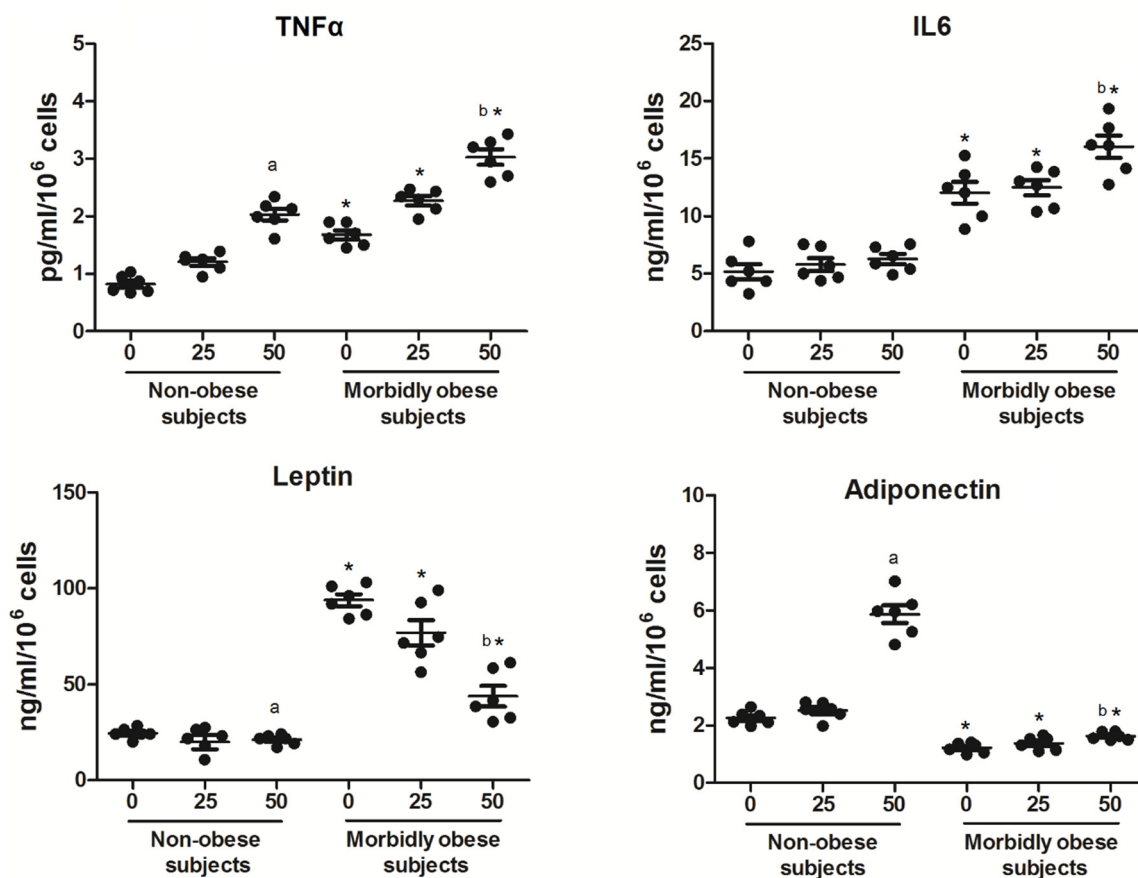 TNFα
pg/ml/10⁶ cells
5
4
3
2
1
0
a
*
*
b *
0 25 50 0 25 50
Non-obese subjects
Morbidly obese subjects
IL6
ng/ml/10⁶ cells
25
20
15
10
5
0
*
*
b *
0 25 50 0 25 50
Non-obese subjects
Morbidly obese subjects
Leptin
ng/ml/10⁶ cells
150
100
50
0
a
*
*
b *
0 25 50 0 25 50
Non-obese subjects
Morbidly obese subjects
Adiponectin
ng/ml/10⁶ cells
10
8
6
4
2
0
a
*
*
b *
0 25 50 0 25 50
Non-obese subjects
Morbidly obese subjects